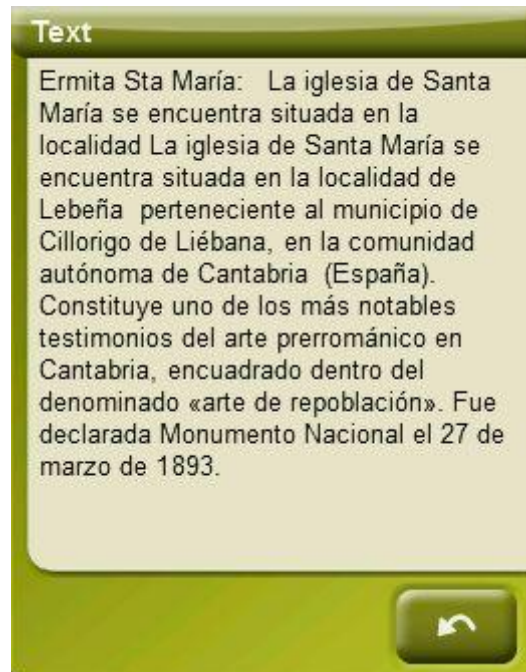 Text
Ermita Sta María:   La iglesia de Santa
María se encuentra situada en la
localidad La iglesia de Santa María se
encuentra situada en la localidad de
Lebeña  perteneciente al municipio de
Cillorigo de Liébana, en la comunidad
autónoma de Cantabria  (España).
Constituye uno de los más notables
testimonios del arte prerrománico en
Cantabria, encuadrado dentro del
denominado «arte de repoblación». Fue
declarada Monumento Nacional el 27 de
marzo de 1893.